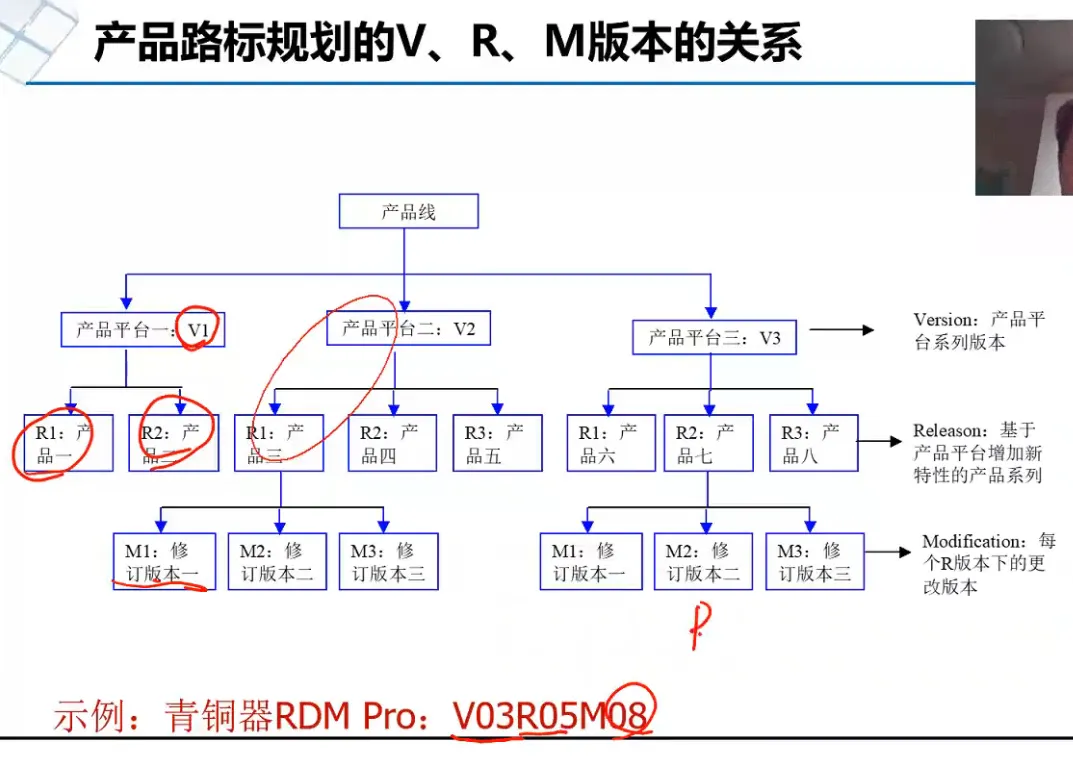 产品路标规划的V、R、M版本的关系
产品线
产品平台一：V1
产品平台二：V2
产品平台三：V3
Version：产品平
台系列版本
R1：产
品一
R2：产
品二
R1：产
品三
R2：产
品四
R3：产
品五
R1：产
品六
R2：产
品七
R3：产
品八
Releason：基于
产品平台增加新
特性的产品系列
M1：修
订版本一
M2：修
订版本二
M3：修
订版本三
M1：修
订版本一
M2：修
订版本二
M3：修
订版本三
Modification：每
个R版本下的更
改版本
P
示例：青铜器RDM Pro：V03R05M08